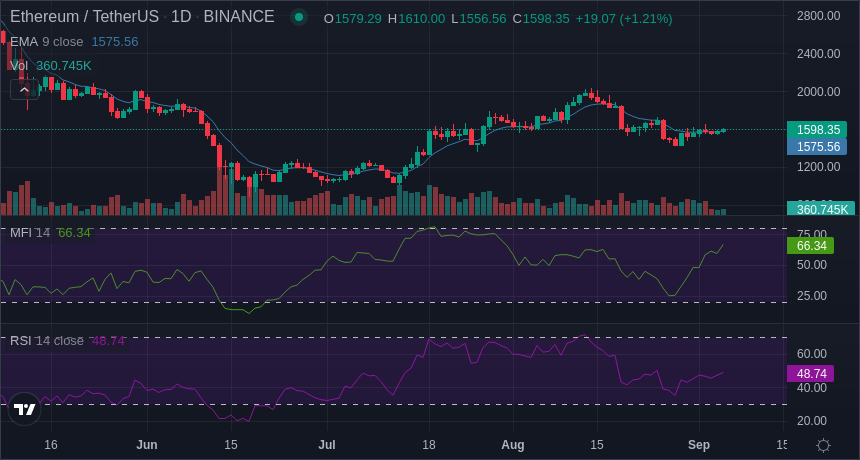 Ethereum / TetherUS · 1D · BINANCE O1579.29 H1610.00 L1556.56 C1598.35 +19.07 (+1.21%)
EMA 9 close 1575.56
Vol 360.745K
2800.00
2400.00
2000.00
1598.35
1575.56
1200.00
360.745K
MFI 14 66.34
75.00
66.34
50.00
25.00
RSI 14 close 48.74
60.00
48.74
40.00
20.00
16 Jun 15 Jul 18 Aug 15 Sep 15